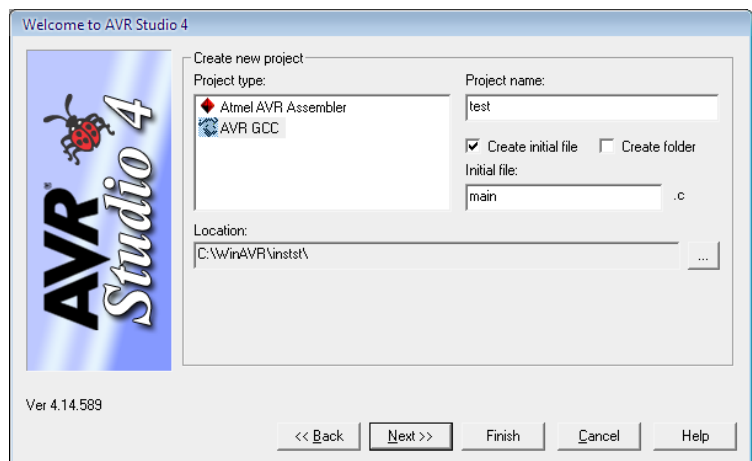 Welcome to AVR Studio 4
AVR Studio 4
Create new project
Project type:
Atmel AVR Assembler
AVR GCC
Project name:
test
Create initial file
Create folder
Initial file:
main
.c
Location:
C:\WinAVR\instst\
...
Ver 4.14.589
<< Back
Next >>
Finish
Cancel
Help